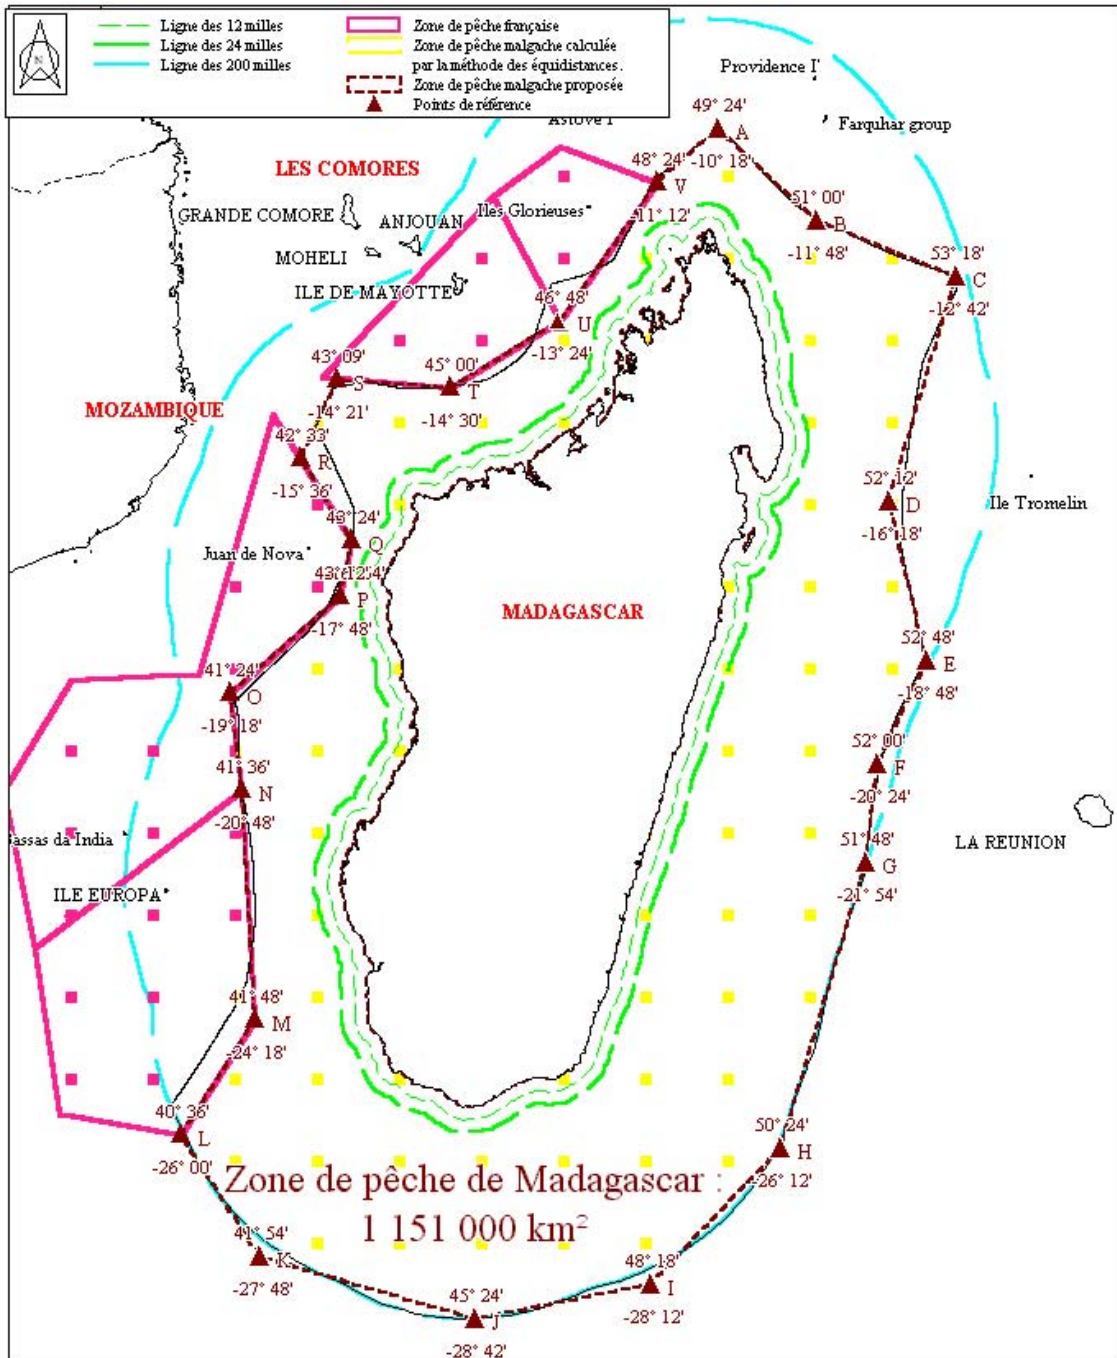 Ligne des 12 milles
Ligne des 24 milles
Ligne des 200 milles
Zone de pêche française
Zone de pêche malgache calculée
par la méthode des équidistances.
Zone de pêche malgache proposée
Points de référence
N
Providence I
Farquhar group
49° 24'
A
-10° 18'
LES COMORES
48° 24'
V
-11° 12'
51° 00'
B
-11° 48'
GRANDE COMORE
ANJOUAN
Iles Glorieuses
MOHELI
ILE DE MAYOTTE
53° 18'
C
-12° 42'
46° 48'
U
-13° 24'
43° 09'
S
-14° 21'
45° 00'
T
-14° 30'
MOZAMBIQUE
42° 33'
R
-15° 36'
52° 12'
D
-16° 18'
Ile Tromelin
43° 24'
Q
Juan de Nova
P
-17° 48'
MADAGASCAR
52° 48'
E
-18° 48'
41° 24'
O
-19° 18'
52° 00'
F
-20° 24'
41° 36'
N
-20° 48'
51° 48'
G
-21° 54'
LA REUNION
da India
ILE EUROPA
41° 48'
M
-24° 18'
40° 36'
L
-26° 00'
50° 24'
H
-26° 12'
Zone de pêche de Madagascar :
1 151 000 km²
41° 54'
K
-27° 48'
48° 18'
I
-28° 12'
45° 24'
J
-28° 42'